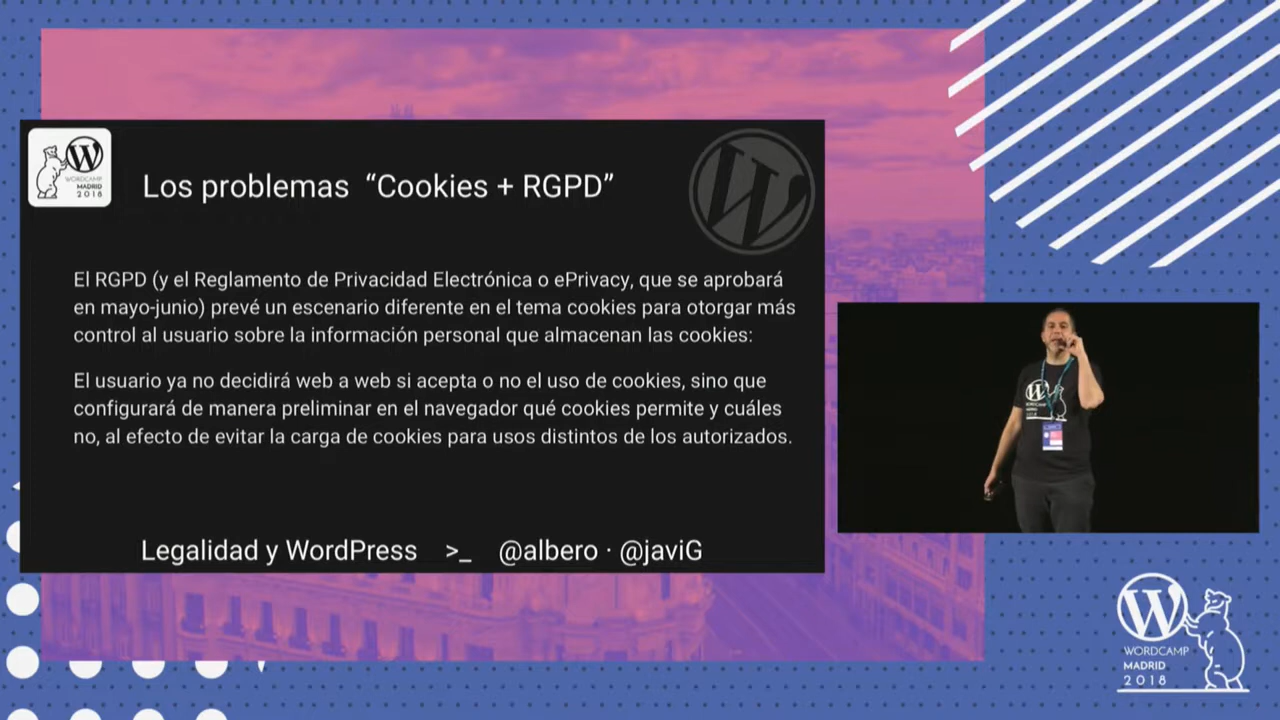 WORDCAMP
MADRID
2018
Los problemas “Cookies + RGPD”
El RGPD (y el Reglamento de Privacidad Electrónica o ePrivacy, que se aprobará
en mayo-junio) prevé un escenario diferente en el tema cookies para otorgar más
control al usuario sobre la información personal que almacenan las cookies:
El usuario ya no decidirá web a web si acepta o no el uso de cookies, sino que
configurará de manera preliminar en el navegador qué cookies permite y cuáles
no, al efecto de evitar la carga de cookies para usos distintos de los autorizados.
Legalidad y WordPress >_ @albero · @javiG
WORDCAMP
MADRID
2018